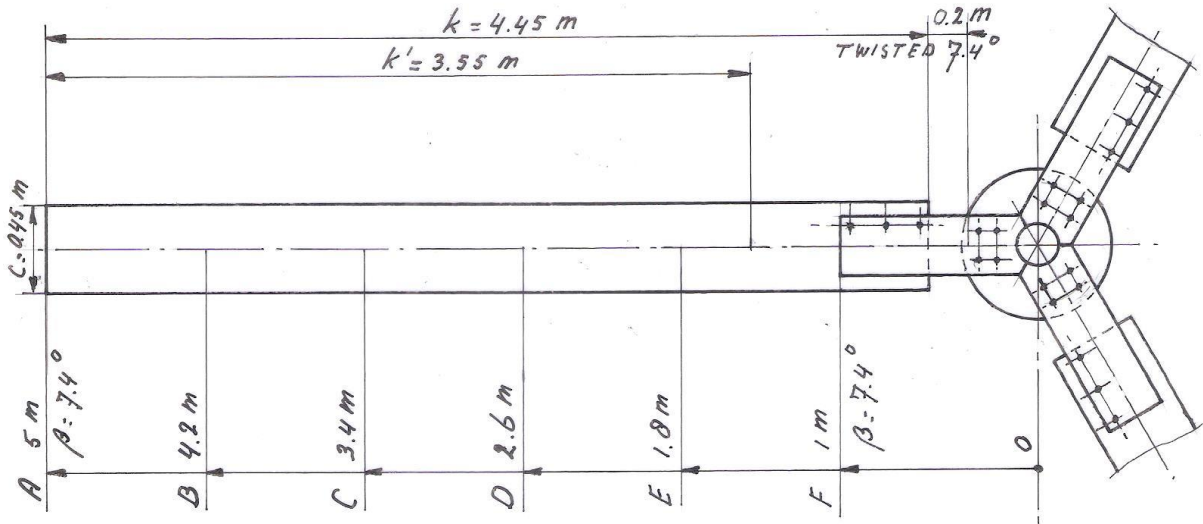 k = 4.45 m
0.2 m
k' = 3.55 m
TWISTED 7.4°
C = 0.45 m
A 5 m β = 7.4°
B 4.2 m
C 3.4 m
D 2.6 m
E 1.8 m
F 1 m β = 7.4°
0